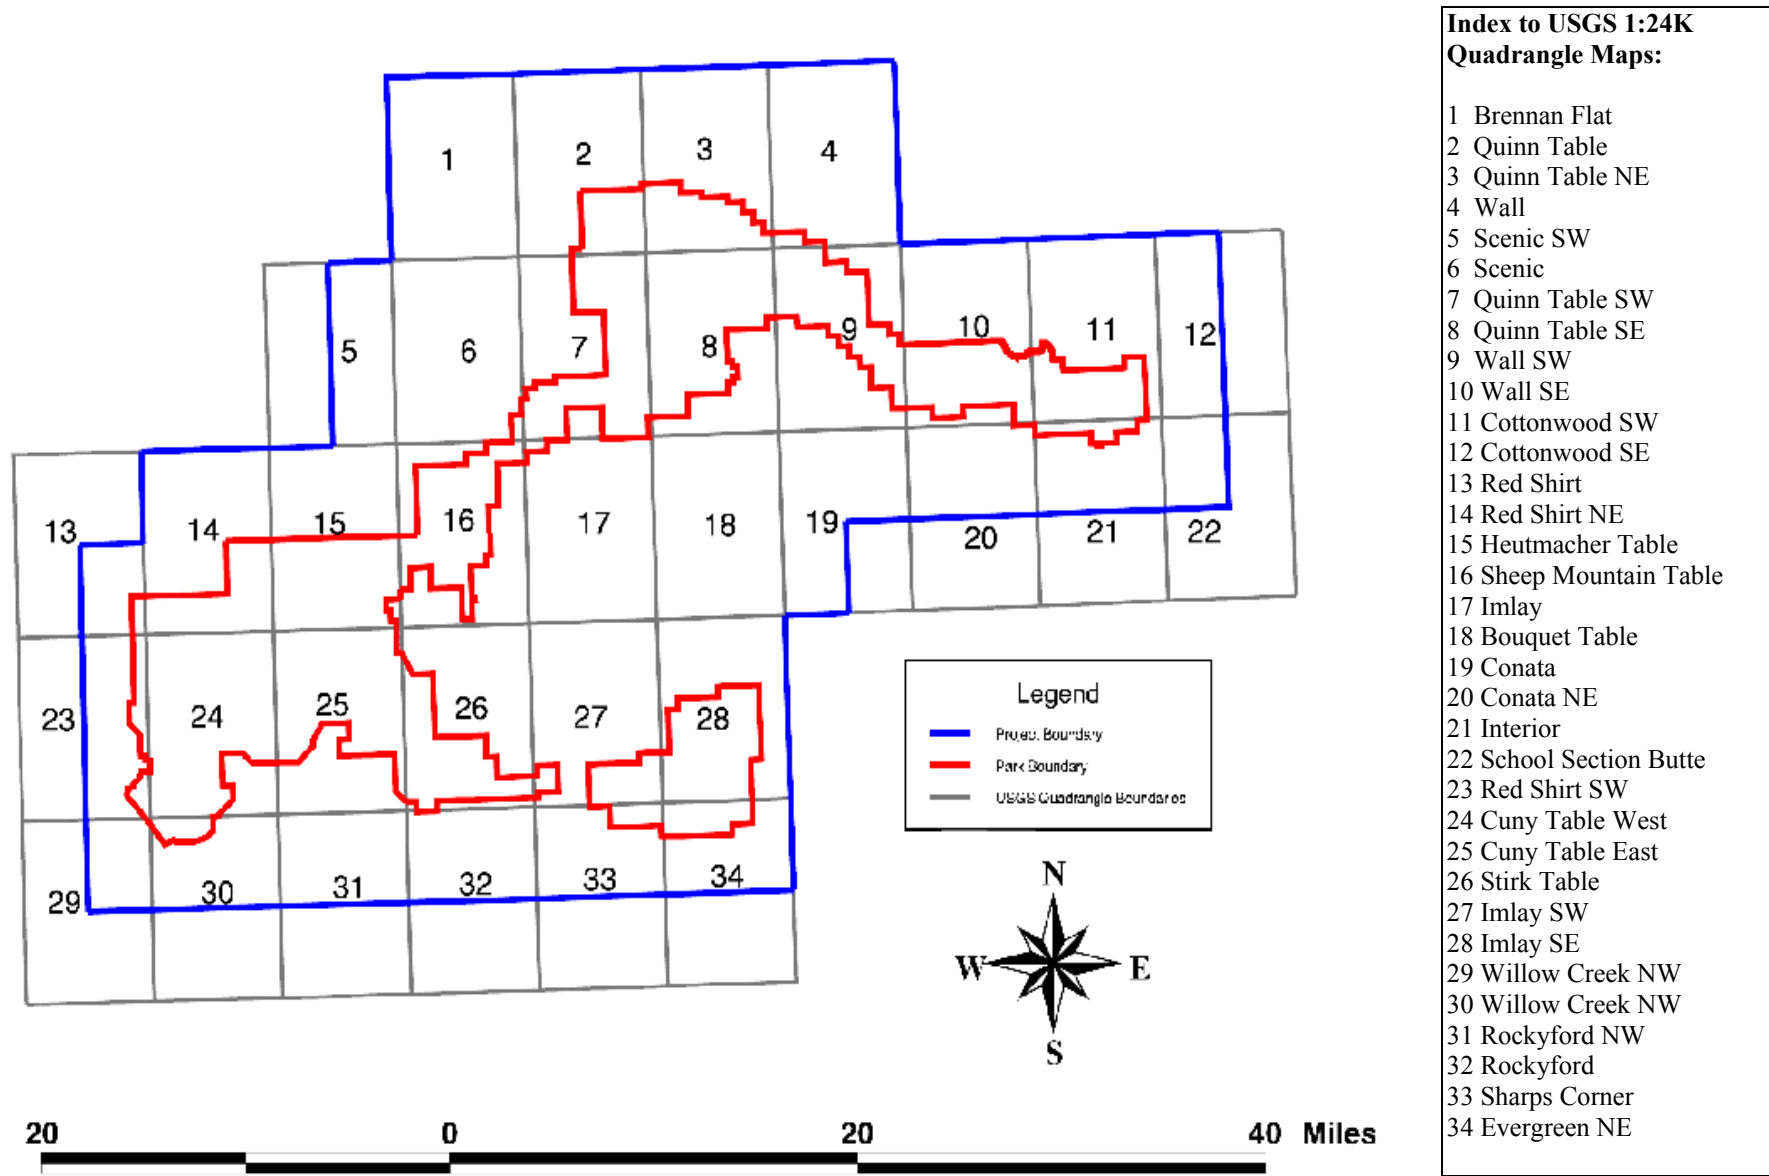 1
2
3
4
5
6
7
8
9
10
11
12
13
14
15
16
17
18
19
20
21
22
23
24
25
26
27
28
29
30
31
32
33
34
Legend
Project Boundary
Park Boundary
USGS Quadrangle Boundaries
N
W E
S
20 0 20 40 Miles
Index to USGS 1:24K
Quadrangle Maps:
1 Brennan Flat
2 Quinn Table
3 Quinn Table NE
4 Wall
5 Scenic SW
6 Scenic
7 Quinn Table SW
8 Quinn Table SE
9 Wall SW
10 Wall SE
11 Cottonwood SW
12 Cottonwood SE
13 Red Shirt
14 Red Shirt NE
15 Heutmacher Table
16 Sheep Mountain Table
17 Imlay
18 Bouquet Table
19 Conata
20 Conata NE
21 Interior
22 School Section Butte
23 Red Shirt SW
24 Cuny Table West
25 Cuny Table East
26 Stirk Table
27 Imlay SW
28 Imlay SE
29 Willow Creek NW
30 Willow Creek NW
31 Rockyford NW
32 Rockyford
33 Sharps Corner
34 Evergreen NE